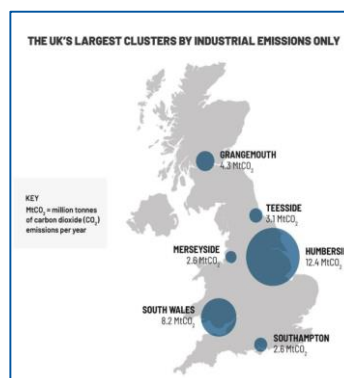 THE UK'S LARGEST CLUSTERS BY INDUSTRIAL EMISSIONS ONLY
GRANGEMOUTH
4.3 MtCO₂
KEY
MtCO₂ = million tonnes
of carbon dioxide (CO₂)
emissions per year
TEESSIDE
3.1 MtCO₂
MERSEYSIDE
2.6 MtCO₂
HUMBERSI
12.4 MtCO₂
SOUTH WALES
8.2 MtCO₂
SOUTHAMPTON
2.6 MtCO₂